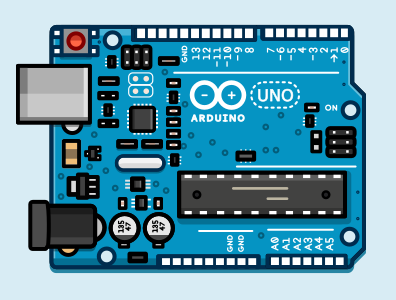 GND
13
12
~11
~10
~9
8
7
~6
~5
4
~3
2
→1
0
UNO
ARDUINO
ON
135
47
135
47
GND
GND
A0
A1
A2
A3
A4
A5